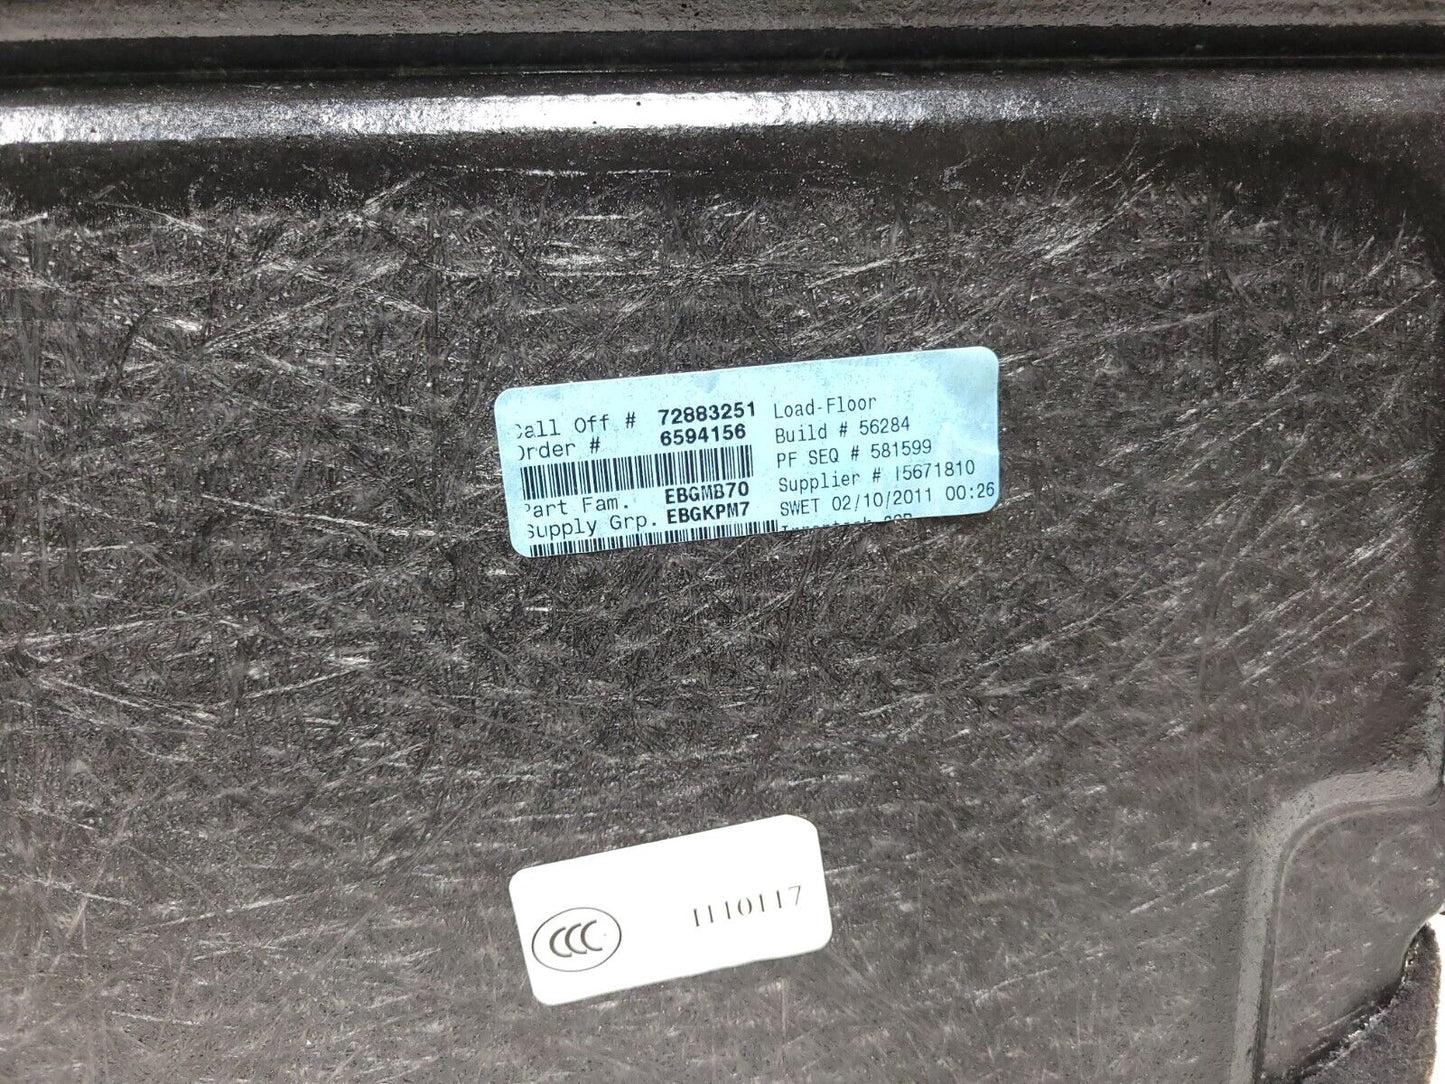 Call Off # 72883251
Order # 6594156
Part Fam. EBGMB70
Supply Grp. EBGKPM7
Load-Floor
Build # 56284
PF SEQ # 581599
Supplier # I5671810
SWET 02/10/2011 00:26
CCC 1110117